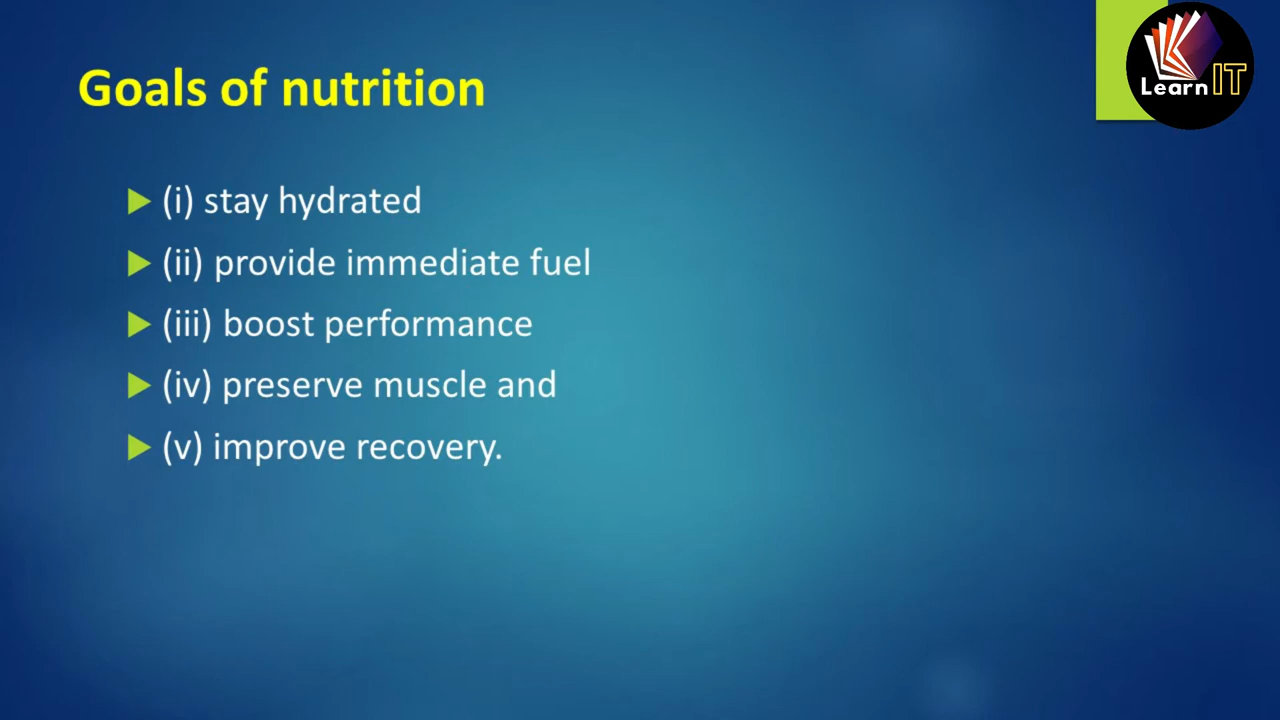 Goals of nutrition
(i) stay hydrated
(ii) provide immediate fuel
(iii) boost performance
(iv) preserve muscle and
(v) improve recovery.
Learn IT